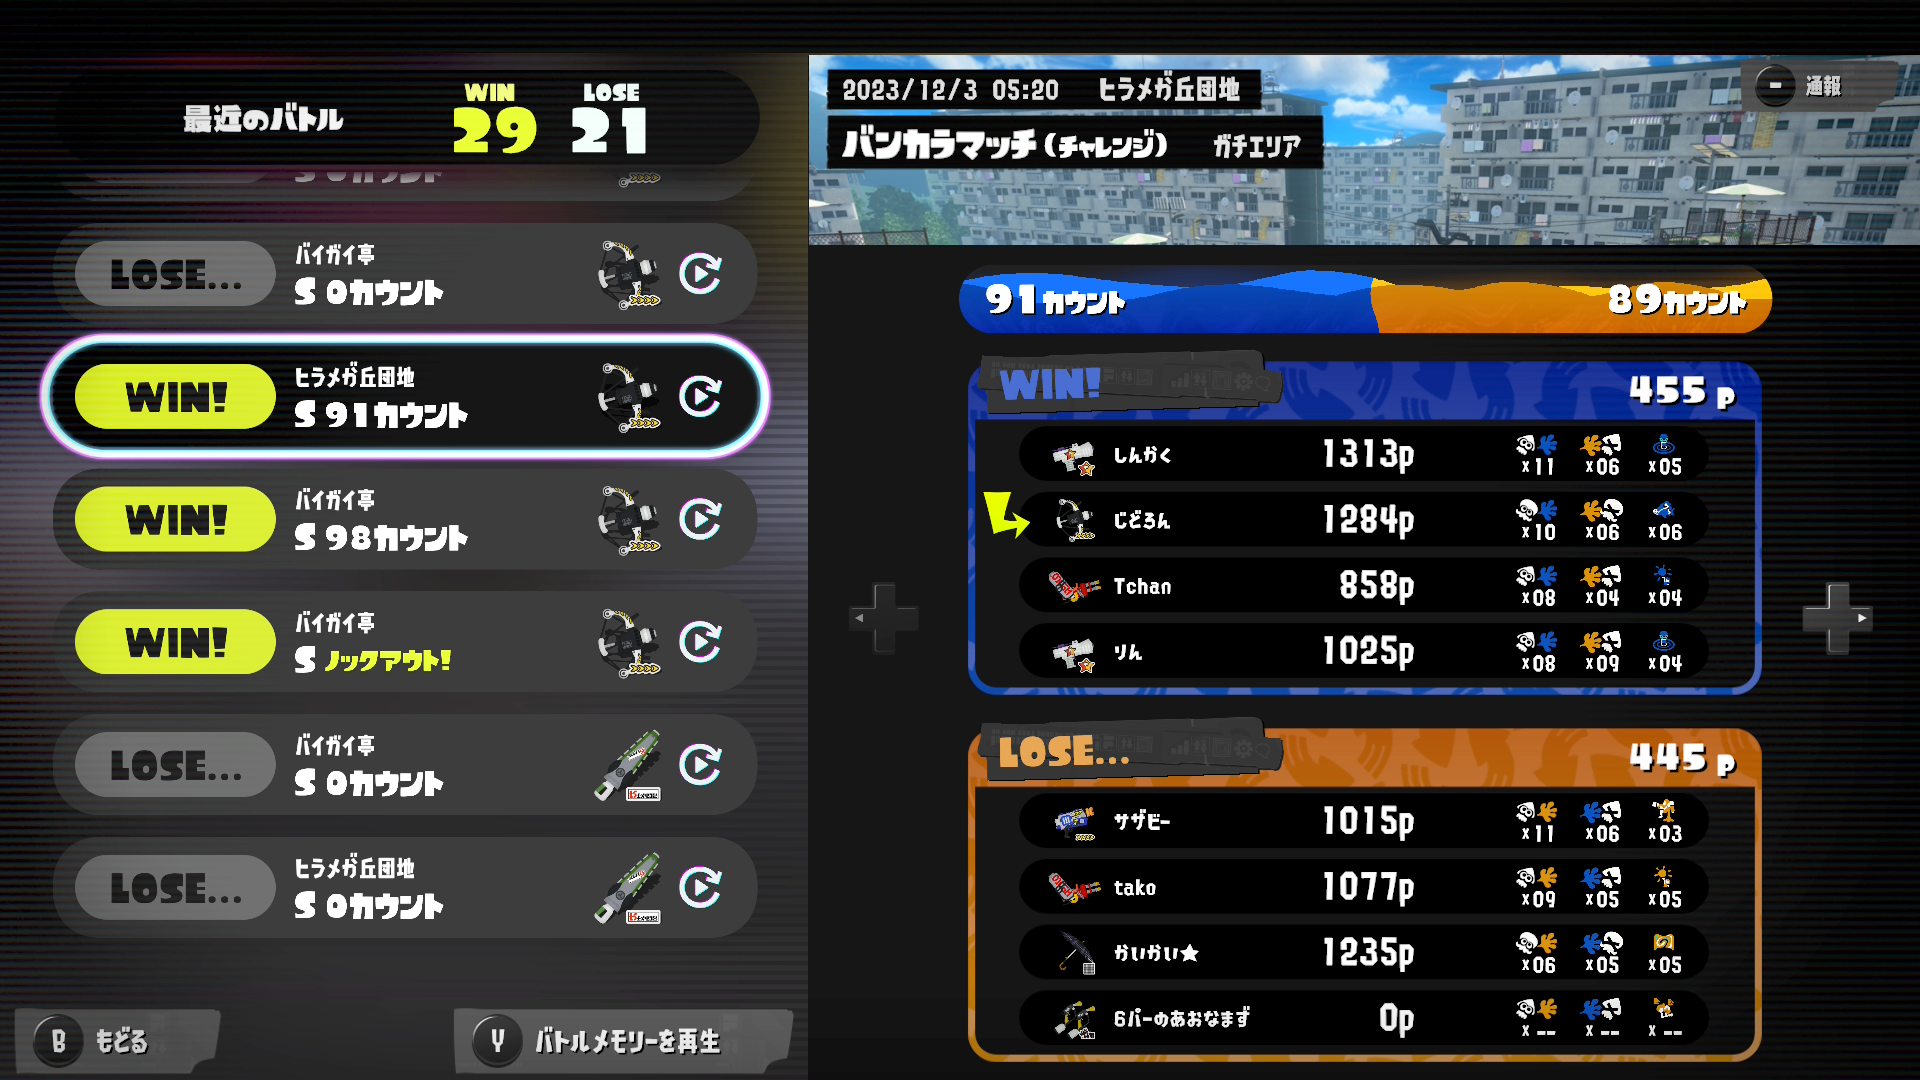 最近のバトル
WIN
29
LOSE
21
S 0カウント
LOSE...
バイガイ亭
S 0カウント
WIN!
ヒラメが丘団地
S 91カウント
WIN!
バイガイ亭
S 98カウント
WIN!
バイガイ亭
S ノックアウト!
LOSE...
バイガイ亭
S 0カウント
LOSE...
ヒラメが丘団地
S 0カウント
B もどる
Y バトルメモリーを再生
2023/12/3 05:20 ヒラメが丘団地
バンカラマッチ(チャレンジ) ガチエリア
- 通報
91カウント
89カウント
WIN! 455 p
しんがく 1313p x11 x06 x05
じどろん 1284p x10 x06 x06
Tchan 858p x08 x04 x04
りん 1025p x08 x09 x04
LOSE... 445 p
サザビー 1015p x11 x06 x03
tako 1077p x09 x05 x05
かいかい★ 1235p x06 x05 x05
6パーのあおなまず 0p x -- x -- x --